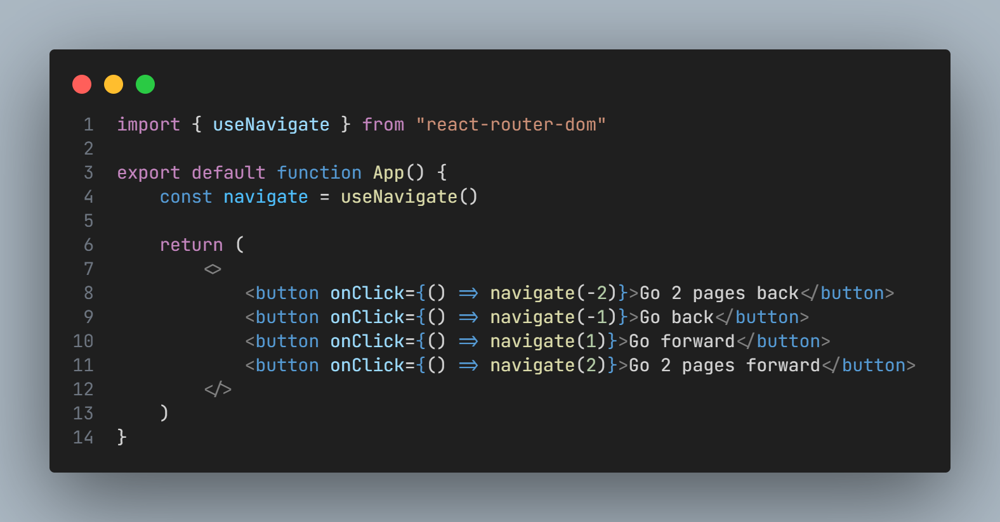 1 import { useNavigate } from "react-router-dom"
2
3 export default function App() {
4     const navigate = useNavigate()
5
6     return (
7         <>
8             <button onClick={() => navigate(-2)}>Go 2 pages back</button>
9             <button onClick={() => navigate(-1)}>Go back</button>
10             <button onClick={() => navigate(1)}>Go forward</button>
11             <button onClick={() => navigate(2)}>Go 2 pages forward</button>
12         </>
13     )
14 }